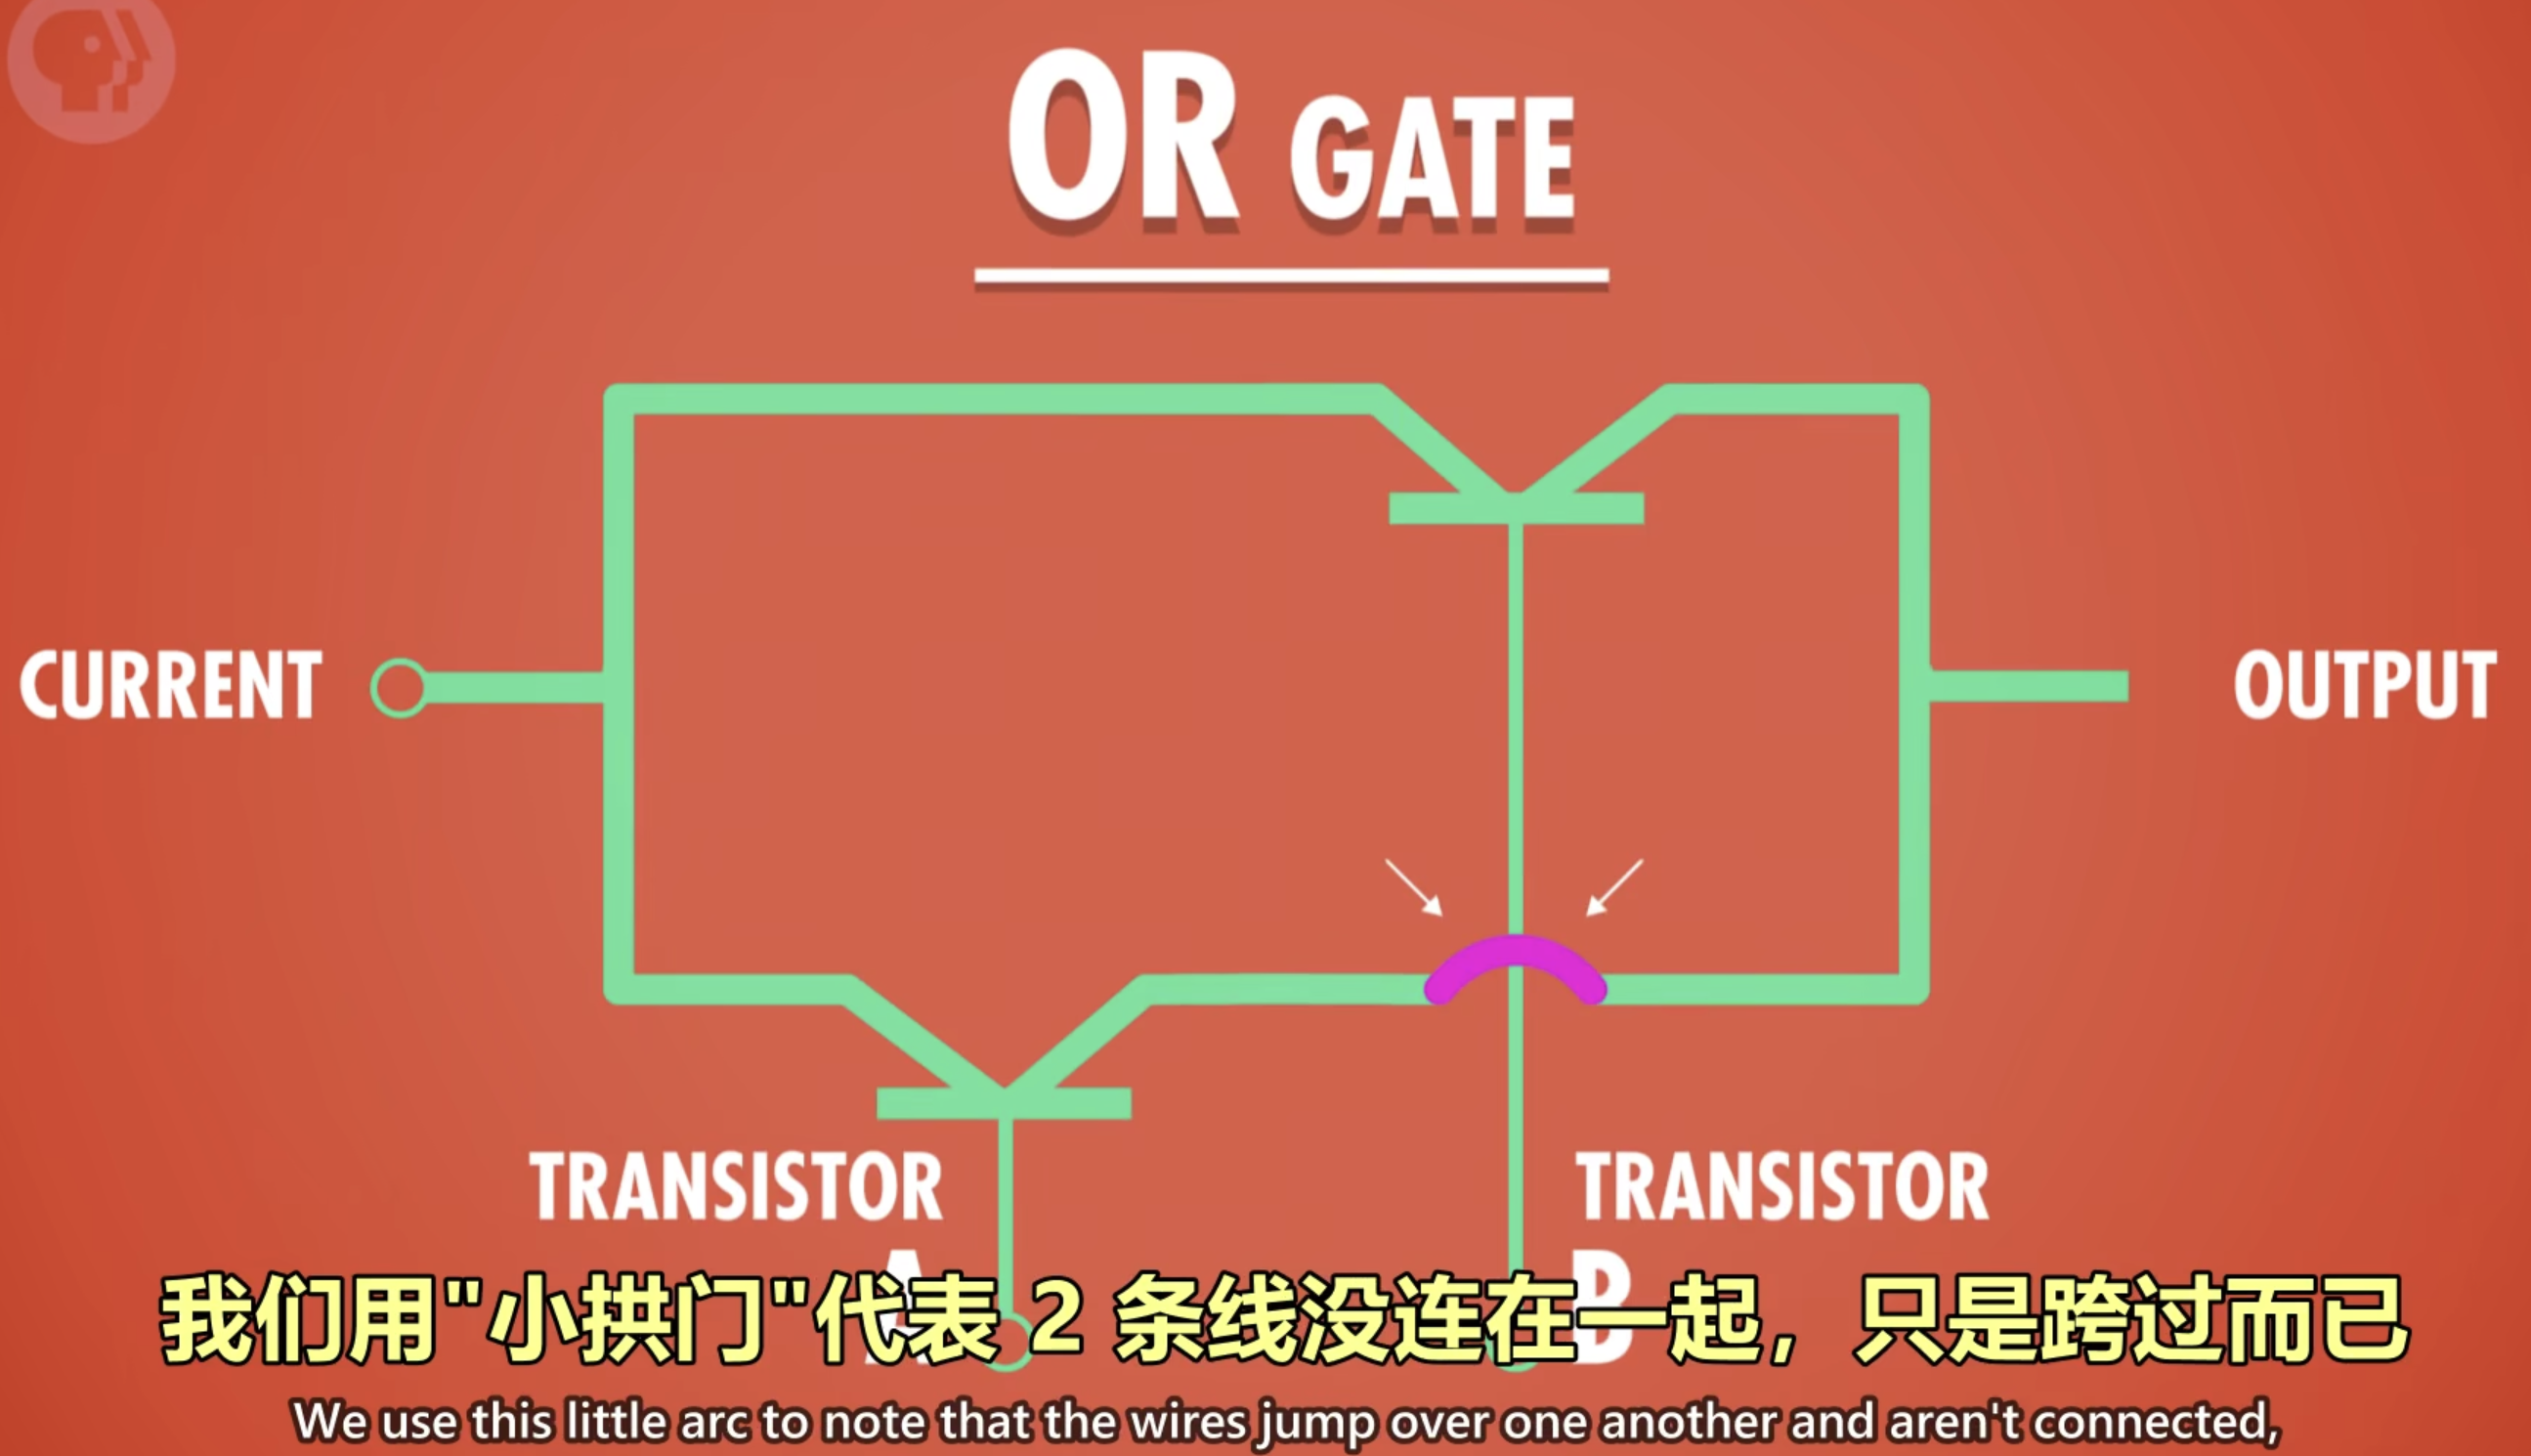 OR GATE
CURRENT
OUTPUT
TRANSISTOR
A
TRANSISTOR
B
我们用"小拱门"代表 2 条线没连在一起，只是跨过而已
We use this little arc to note that the wires jump over one another and aren't connected,